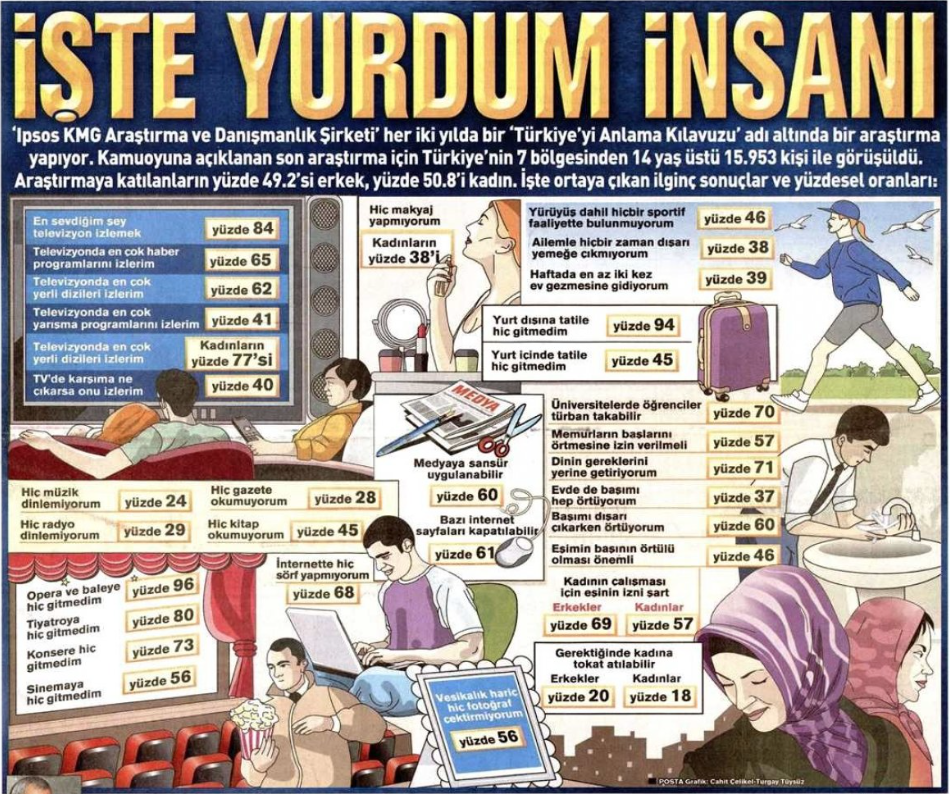 İŞTE YURDUM İNSANI
'Ipsos KMG Araştırma ve Danışmanlık Şirketi' her iki yılda bir 'Türkiye'yi Anlama Kılavuzu' adı altında bir araştırma
yapıyor. Kamuoyuna açıklanan son araştırma için Türkiye'nin 7 bölgesinden 14 yaş üstü 15.953 kişi ile görüşüldü.
Araştırmaya katılanların yüzde 49.2'si erkek, yüzde 50.8'i kadın. İşte ortaya çıkan ilginç sonuçlar ve yüzdesel oranları:
En sevdiğim şey
televizyon izlemek
yüzde 84
Televizyonda en çok haber
programlarını izlerim
yüzde 65
Televizyonda en çok
yerli dizileri izlerim
yüzde 62
Televizyonda en çok
yarışma programlarını izlerim
yüzde 41
Televizyonda en çok
yerli dizileri izlerim
Kadınların
yüzde 77'si
TV'de karşıma ne
çıkarsa onu izlerim
yüzde 40
Hiç makyaj
yapmıyorum
Kadınların
yüzde 38'i
Yürüyüş dahil hiçbir sportif
faaliyette bulunmuyorum
yüzde 46
Ailemle hiçbir zaman dışarı
yemeğe çıkmıyorum
yüzde 38
Haftada en az iki kez
ev gezmesine gidiyorum
yüzde 39
Yurt dışına tatile
hiç gitmedim
yüzde 94
Yurt içinde tatile
hiç gitmedim
yüzde 45
MEDYA
Medyaya sansür
uygulanabilir
yüzde 60
Bazı internet
sayfaları kapatılabilir
yüzde 61
Üniversitelerde öğrenciler
türban takabilir
yüzde 70
Memurların başlarını
örtmesine izin verilmeli
yüzde 57
Dinin gereklerini
yerine getiriyorum
yüzde 71
Evde de başımı
hep örtüyorum
yüzde 37
Başımı dışarı
çıkarken örtüyorum
yüzde 60
Eşimin başının örtülü
olması önemli
yüzde 46
Hiç müzik
dinlemiyorum
yüzde 24
Hiç gazete
okumuyorum
yüzde 28
Hiç radyo
dinlemiyorum
yüzde 29
Hiç kitap
okumuyorum
yüzde 45
Opera ve baleye
hiç gitmedim
yüzde 96
Tiyatroya
hiç gitmedim
yüzde 80
Konsere hiç
gitmedim
yüzde 73
Sinemaya
hiç gitmedim
yüzde 56
İnternette hiç
sörf yapmıyorum
yüzde 68
Kadının çalışması
için eşinin izni şart
Erkekler Kadınlar
yüzde 69 yüzde 57
Gerektiğinde kadına
tokat atılabilir
Erkekler Kadınlar
yüzde 20 yüzde 18
Vesikalık hariç
hiç fotoğraf
çektirmiyorum
yüzde 56
POSTA Grafik: Cahit Çelikel-Turgay Tüysüz